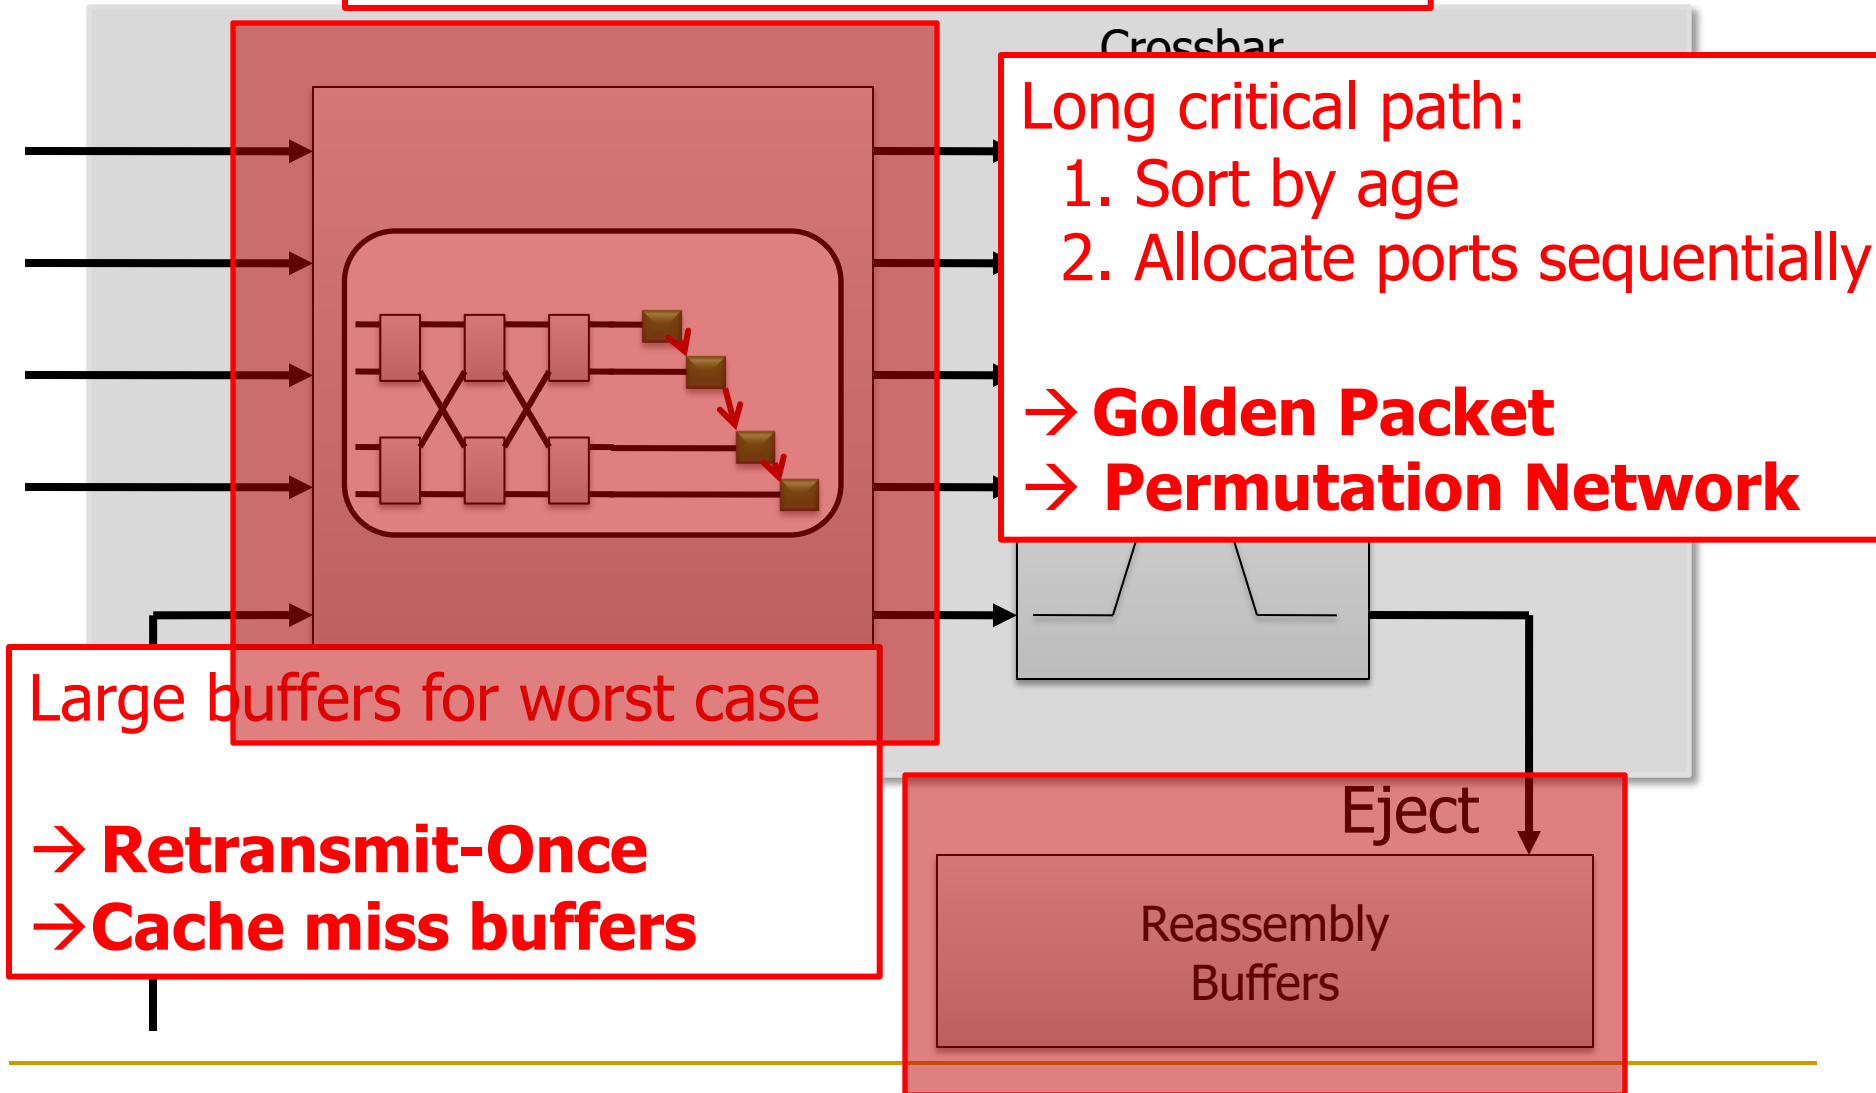 Crossbar
Long critical path:
1. Sort by age
2. Allocate ports sequentially
→ Golden Packet
→ Permutation Network
Large buffers for worst case
→ Retransmit-Once
→Cache miss buffers
Eject
Reassembly
Buffers